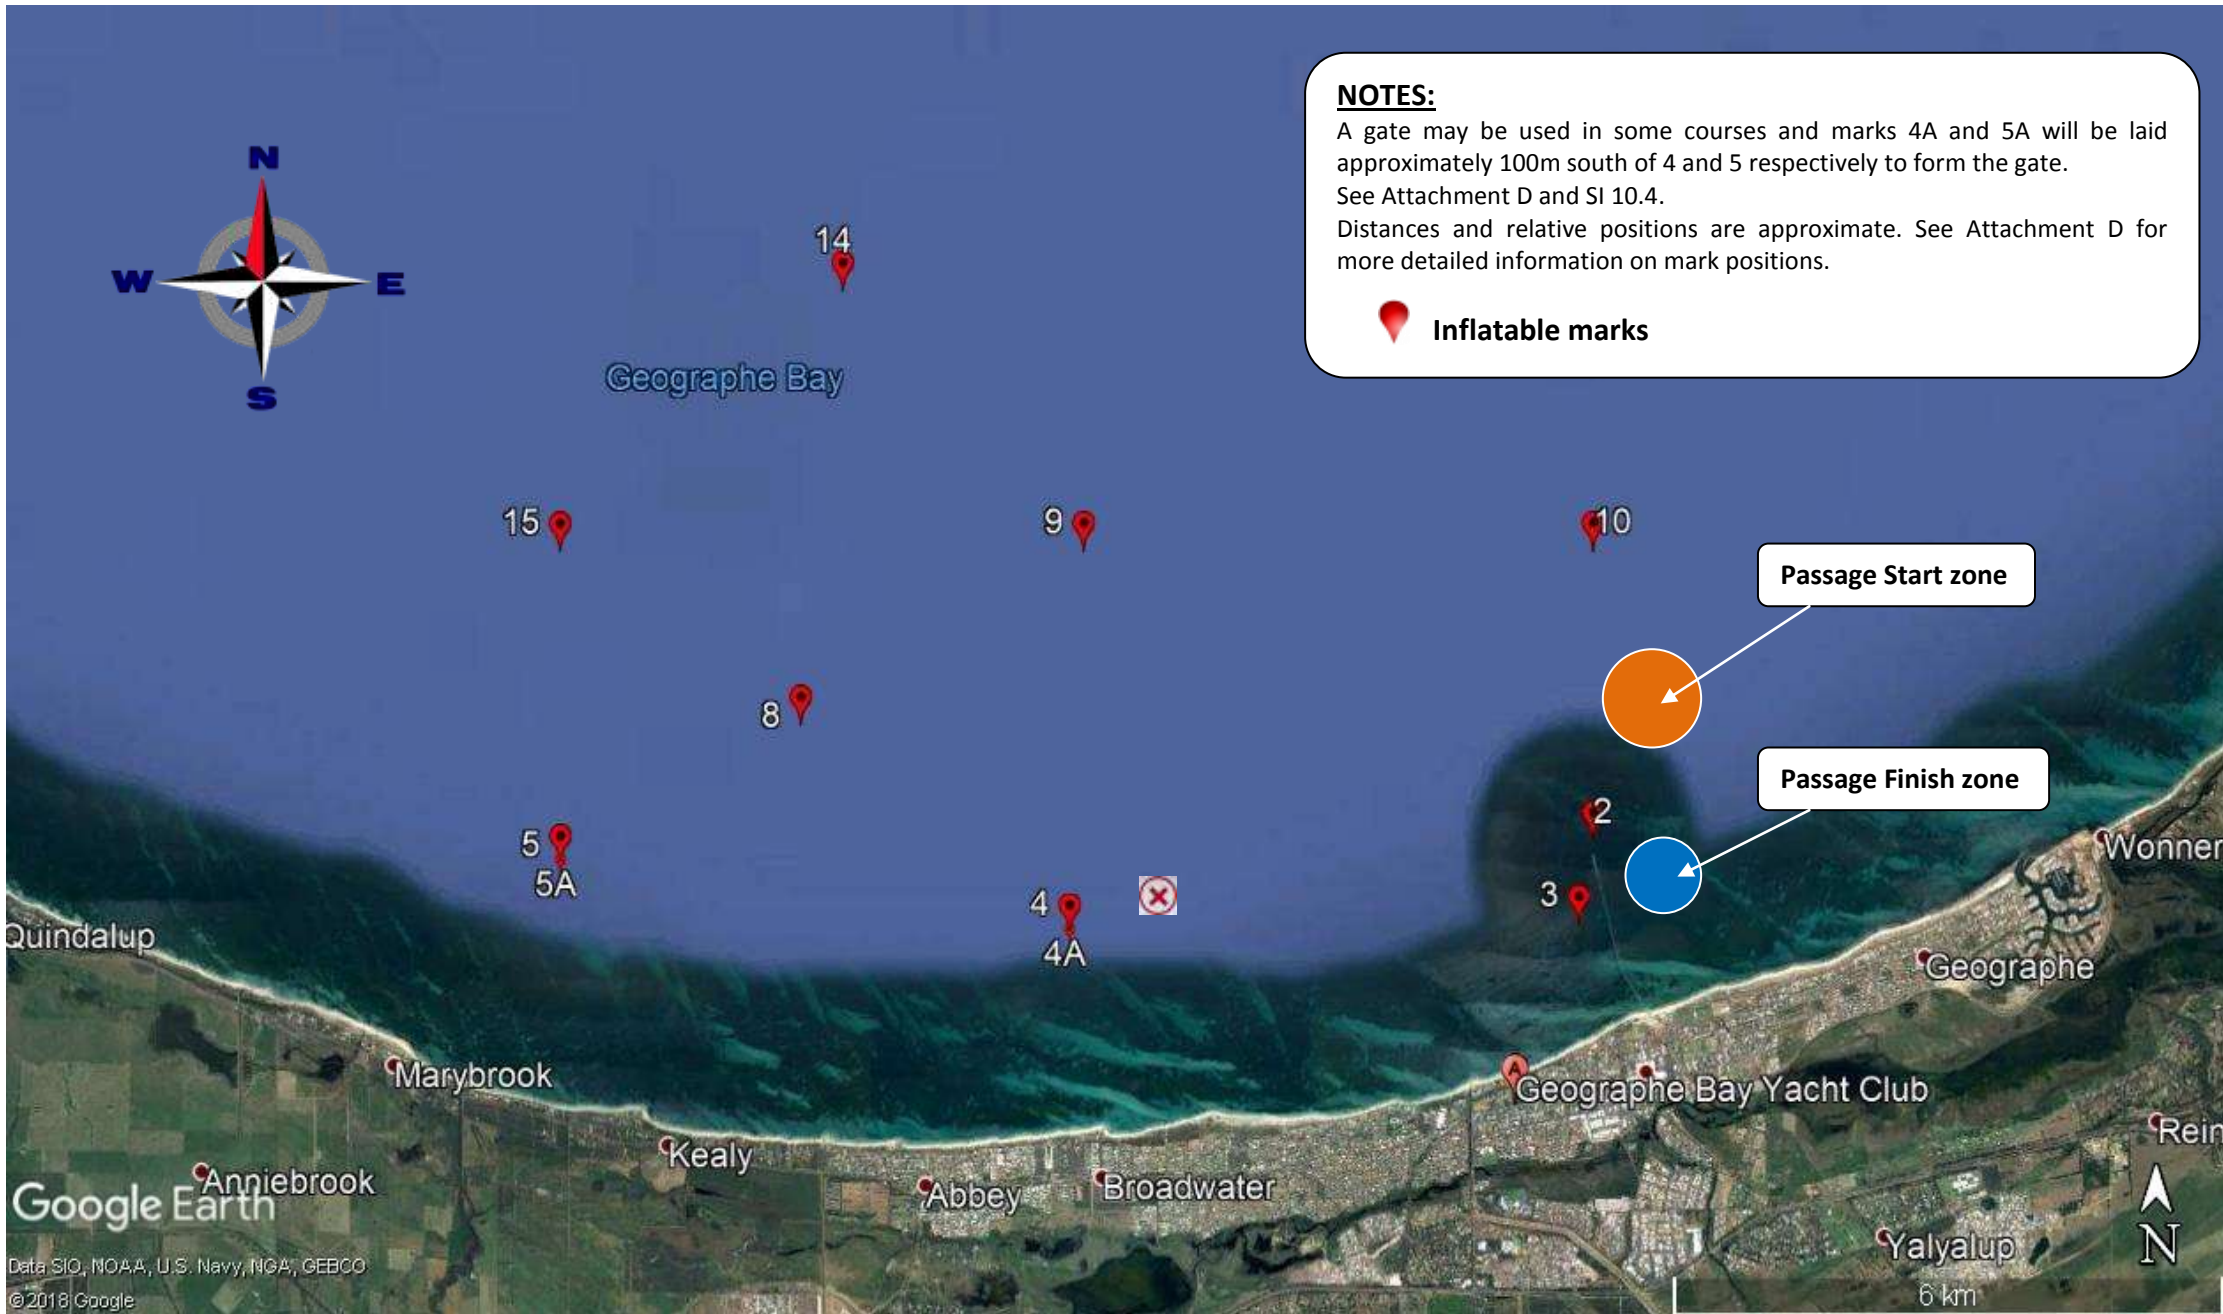 NOTES:
A gate may be used in some courses and marks 4A and 5A will be laid
approximately 100m south of 4 and 5 respectively to form the gate.
See Attachment D and SI 10.4.
Distances and relative positions are approximate. See Attachment D for
more detailed information on mark positions.
Inflatable marks
N
W
E
S
14
Geographe Bay
15
9
10
Passage Start zone
8
Passage Finish zone
2
5
5A
3
4
4A
Wonner
Quindalup
Geographe
Marybrook
A
Geographe Bay Yacht Club
Rein
Kealy
Anniebrook
Abbey
Broadwater
Google Earth
Yalyalup
N
Data SIO, NOAA, U.S. Navy, NGA, GEBCO
©2018 Google
6 km